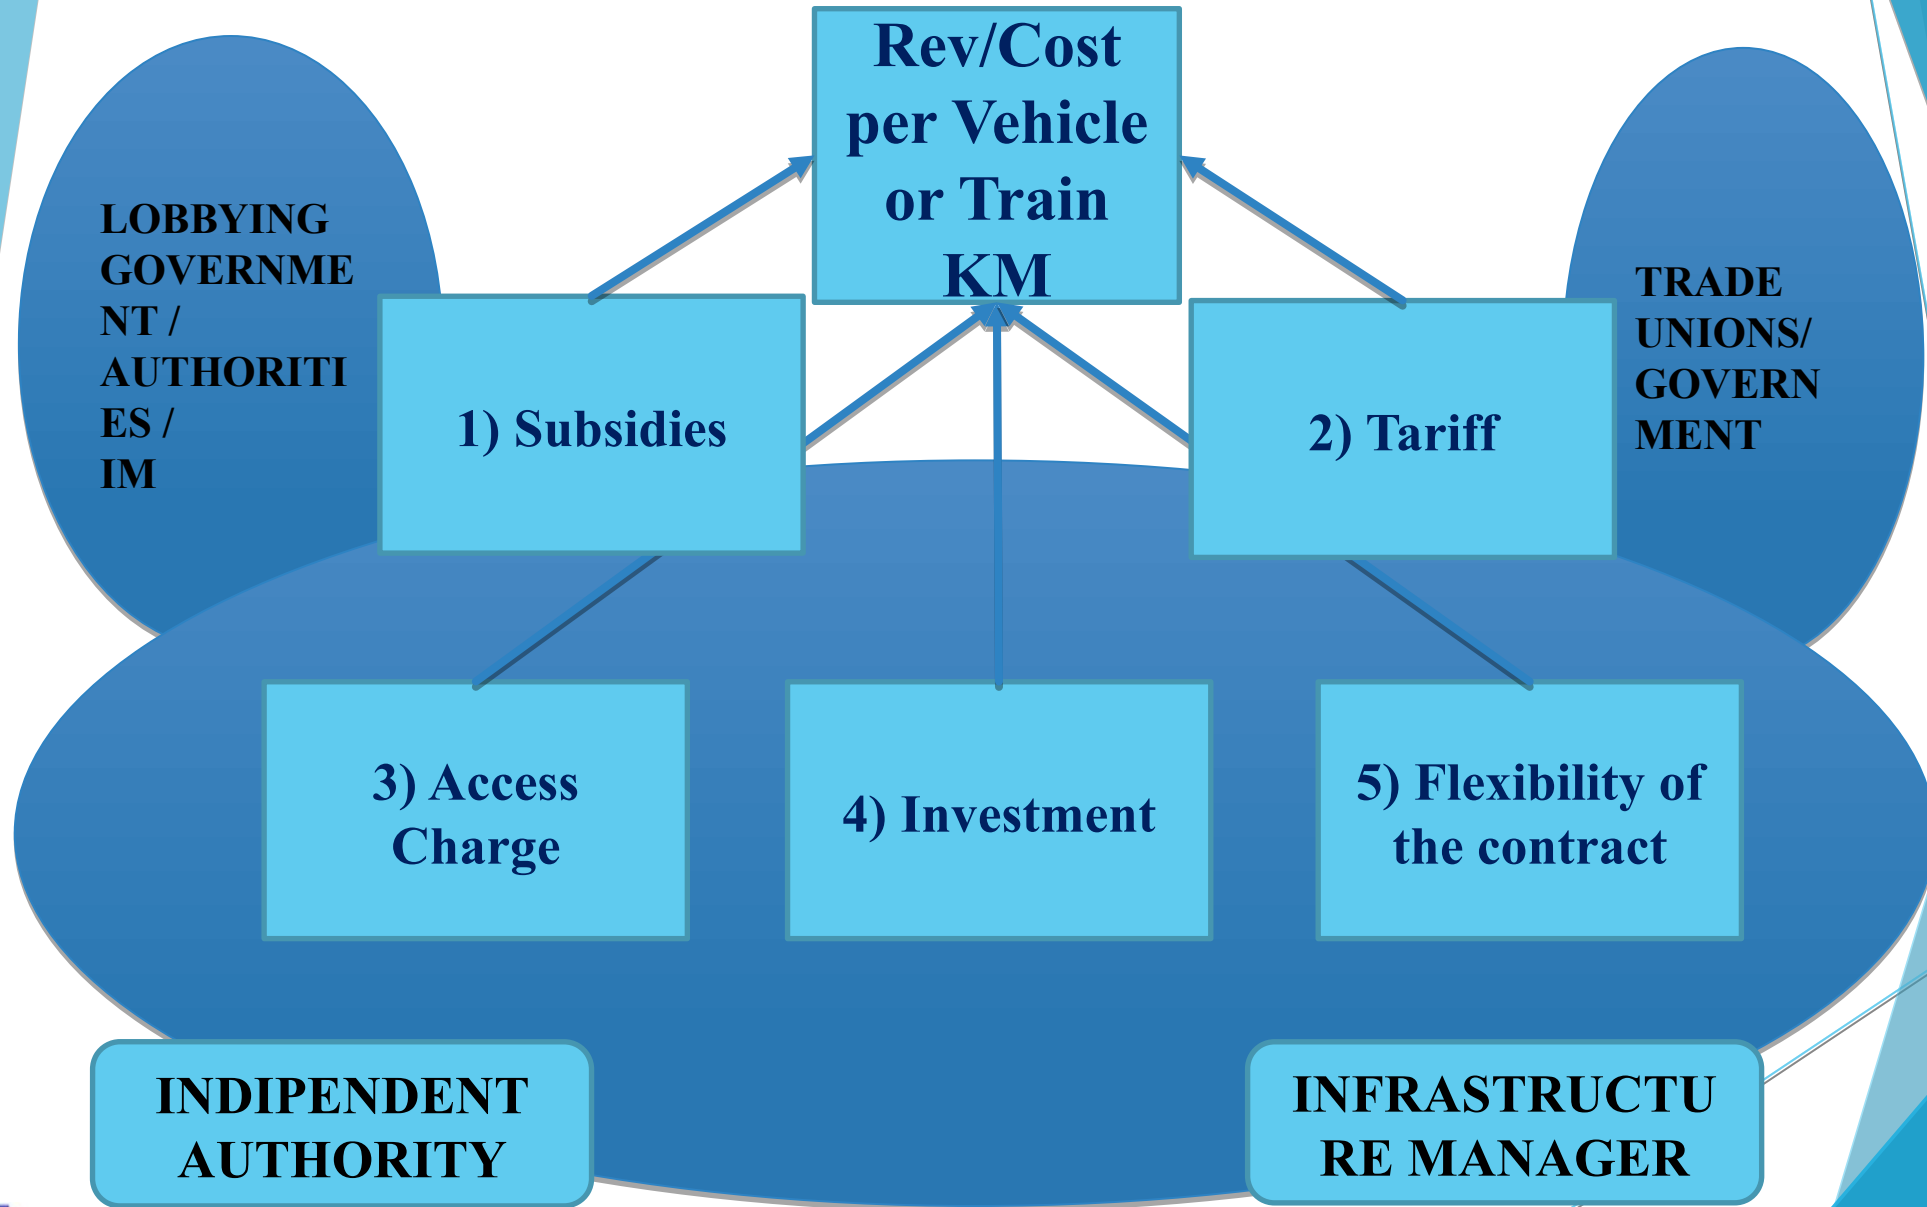 Rev/Cost
per Vehicle
or Train
KM
LOBBYING
GOVERNME
NT /
AUTHORITI
ES /
IM
TRADE
UNIONS/
GOVERN
MENT
1) Subsidies
2) Tariff
3) Access
Charge
4) Investment
5) Flexibility of
the contract
INDIPENDENT
AUTHORITY
INFRASTRUCTU
RE MANAGER